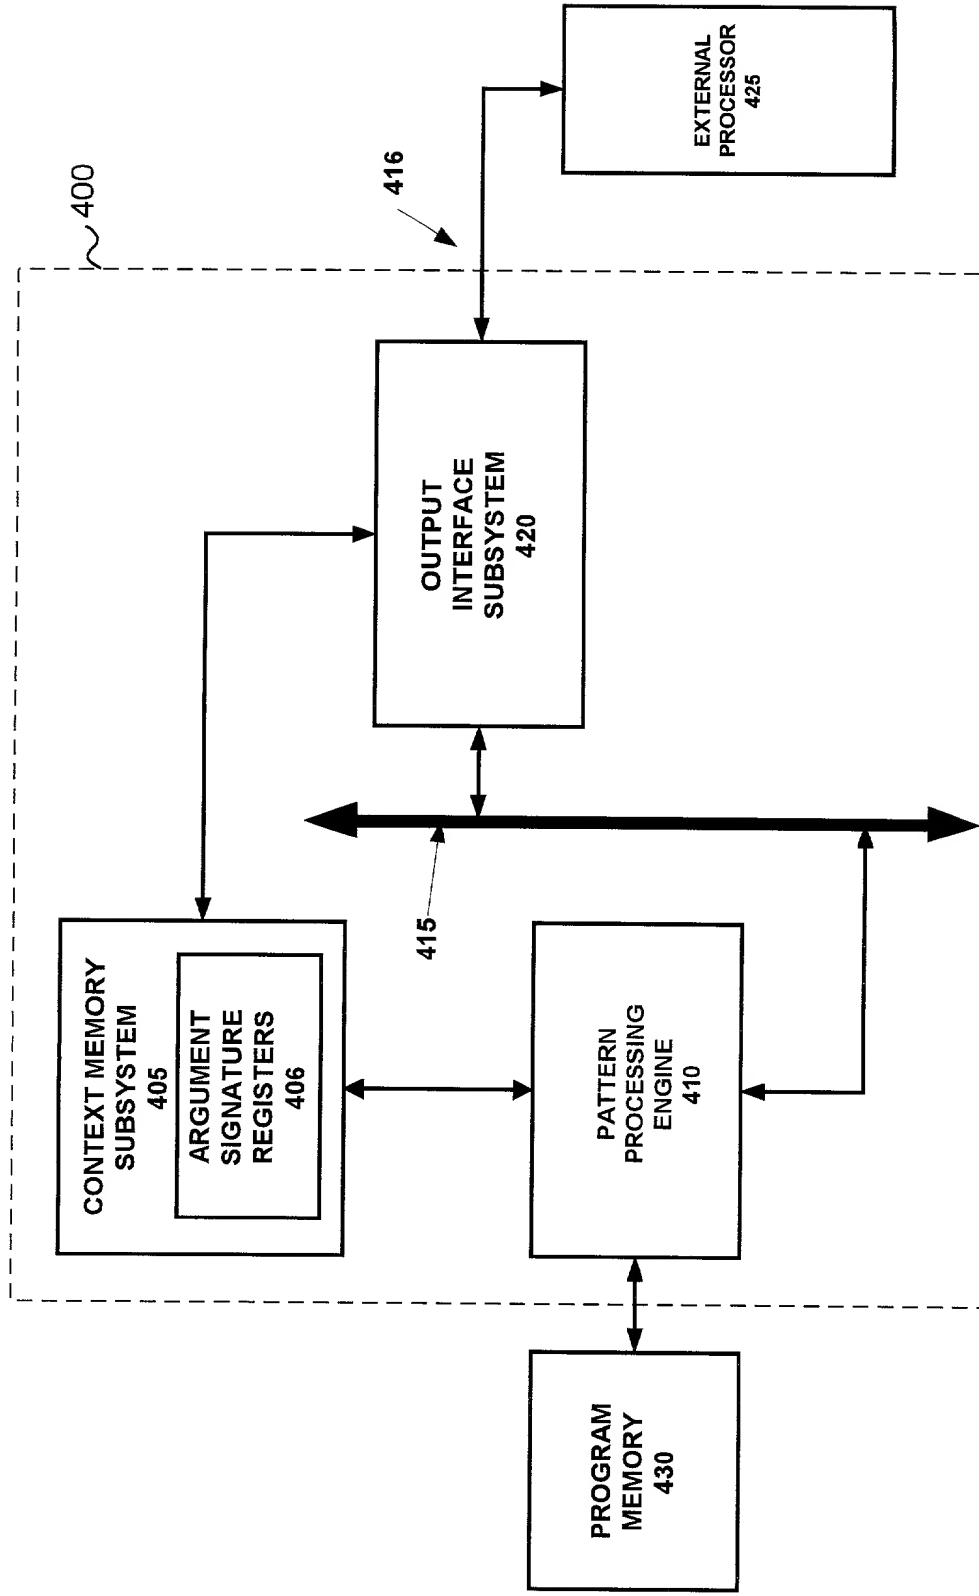 400
CONTEXT MEMORY
SUBSYSTEM
405
ARGUMENT
SIGNATURE
REGISTERS
406
OUTPUT
INTERFACE
SUBSYSTEM
420
416
EXTERNAL
PROCESSOR
425
415
PATTERN
PROCESSING
ENGINE
410
PROGRAM
MEMORY
430